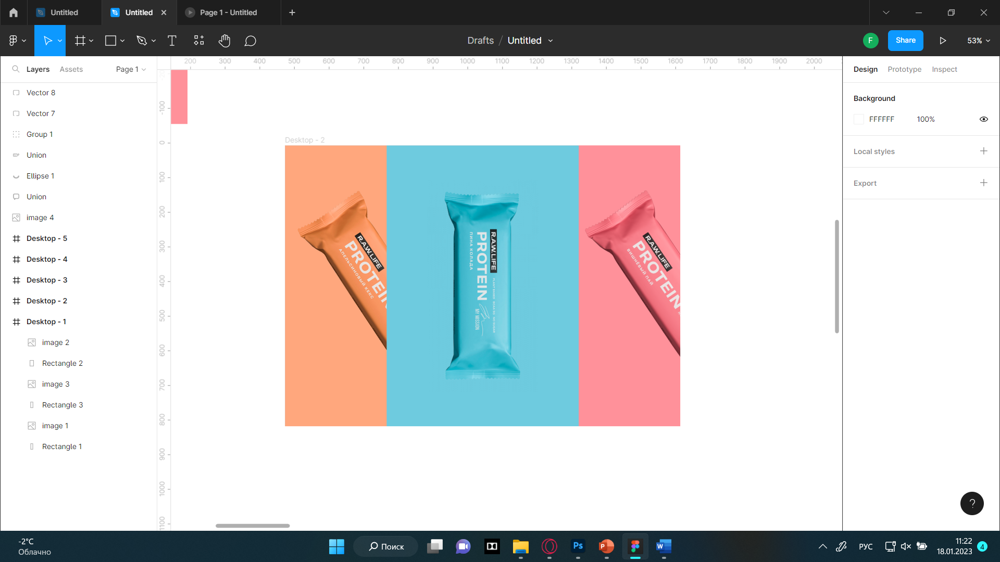 Untitled
Untitled
Page 1 - Untitled
Drafts / Untitled
F
Share
53%
Layers
Assets
Page 1
200 300 400 500 600 700 800 900 1000 1100 1200 1300 1400 1500 1600 1700 1800 1900 2000
Design
Prototype
Inspect
Vector 8
Vector 7
Group 1
Union
Ellipse 1
Union
image 4
Desktop - 5
Desktop - 4
Desktop - 3
Desktop - 2
Desktop - 1
image 2
Rectangle 2
image 3
Rectangle 3
image 1
Rectangle 1
-100
0
100
200
300
400
500
600
700
800
900
1000
1100
Desktop - 2
R.A.W.LIFE
PROTEIN
АПЕЛЬСИНОВЫЙ КЕКС
R.A.W.LIFE
PROTEIN
ПИНА КОЛАДА
MY MISSION
R.A.W.LIFE
PROTEIN
ВИШНЁВЫЙ ПАЙ
Background
FFFFFF
100%
Local styles
Export
?
-2°C
Облачно
Поиск
Ps
P
W
РУС
11:22
18.01.2023
4